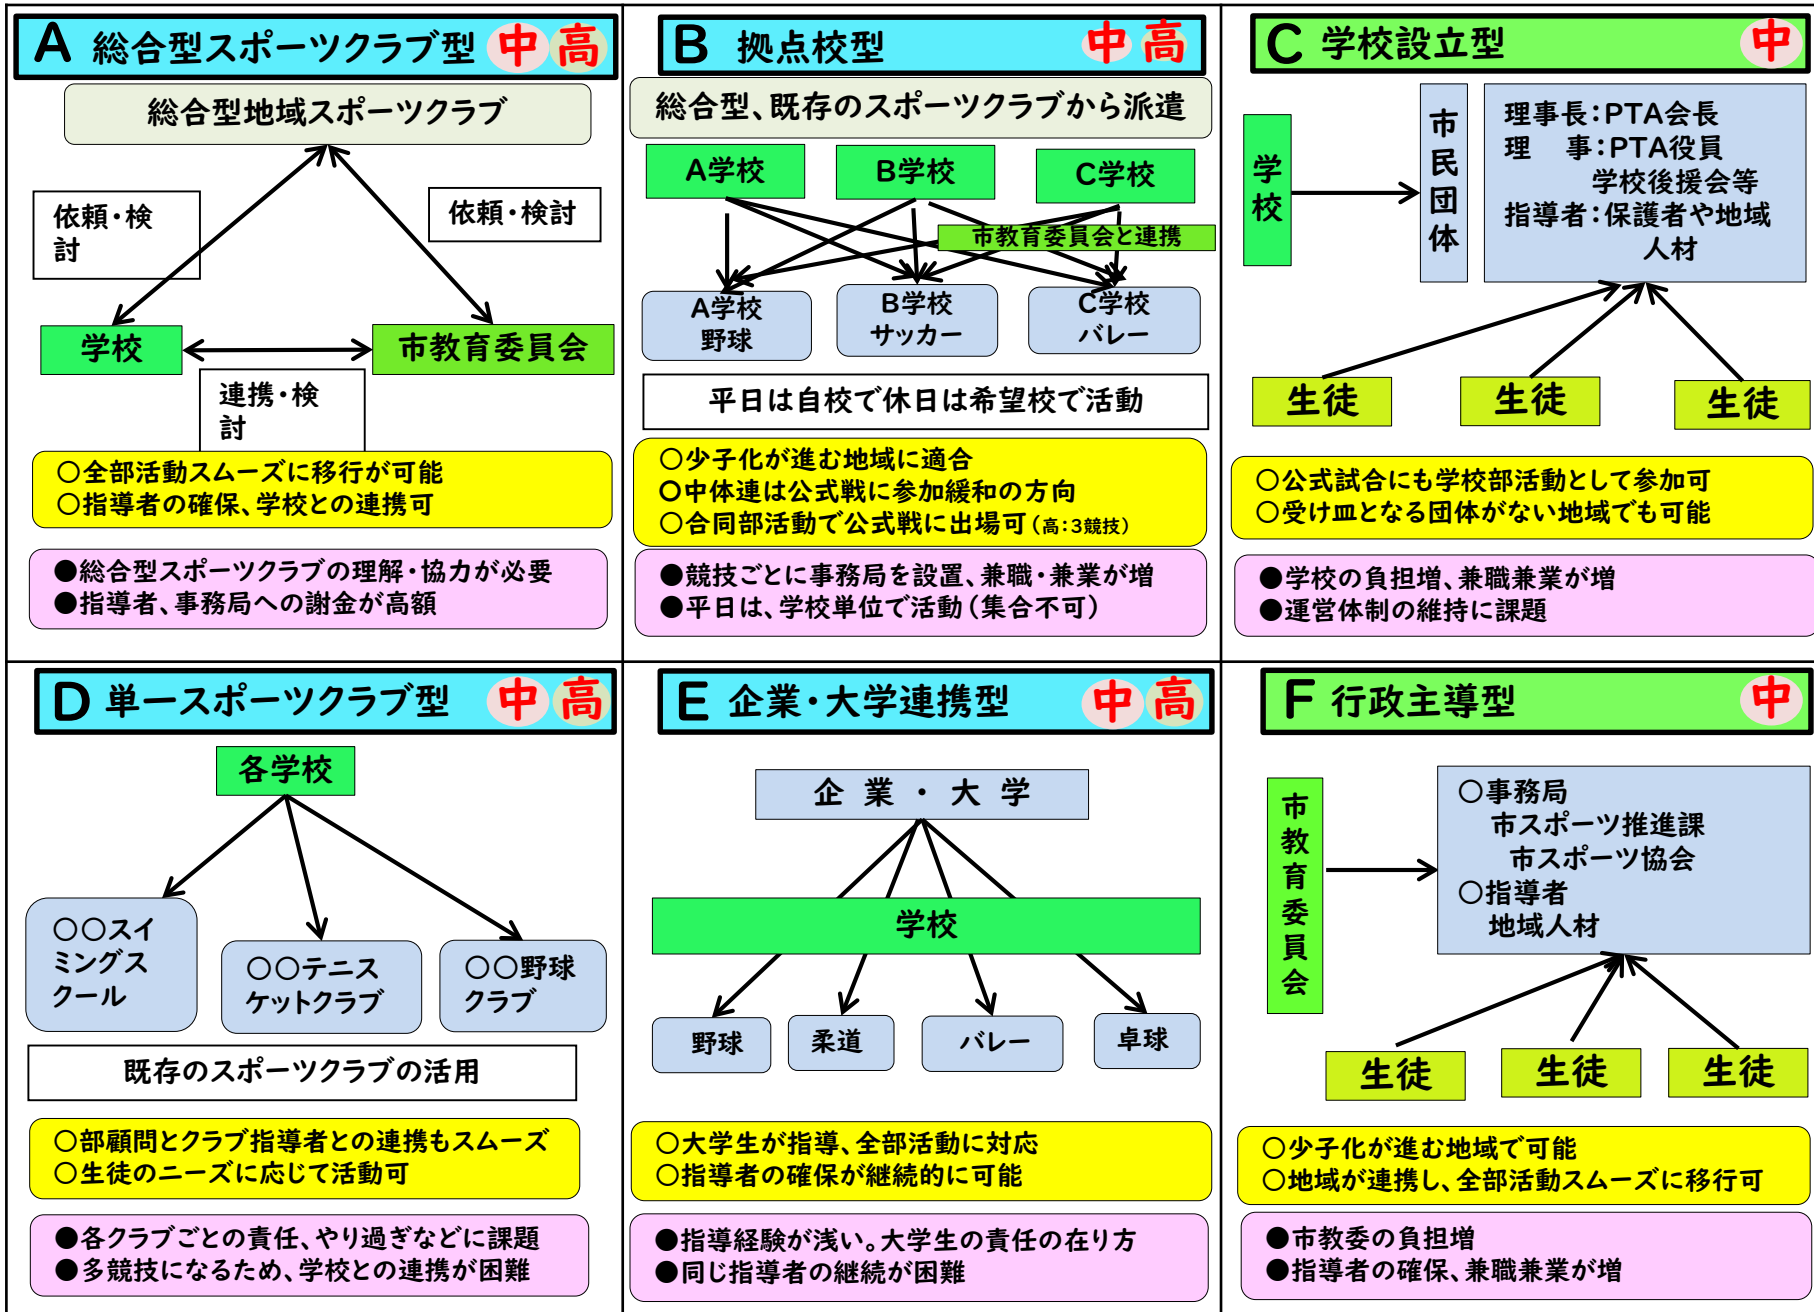 A 総合型スポーツクラブ型 中 高
総合型地域スポーツクラブ
依頼・検
討
依頼・検討
学校
市教育委員会
連携・検
討
○全部活動スムーズに移行が可能
○指導者の確保、学校との連携可
●総合型スポーツクラブの理解・協力が必要
●指導者、事務局への謝金が高額
B 拠点校型 中 高
総合型、既存のスポーツクラブから派遣
A学校
B学校
C学校
市教育委員会と連携
A学校
野球
B学校
サッカー
C学校
バレー
平日は自校で休日は希望校で活動
○少子化が進む地域に適合
○中体連は公式戦に参加緩和の方向
○合同部活動で公式戦に出場可(高:3競技)
●競技ごとに事務局を設置、兼職・兼業が増
●平日は、学校単位で活動(集合不可)
C 学校設立型 中
学校
市民団体
理事長:PTA会長
理　事:PTA役員
学校後援会等
指導者:保護者や地域
人材
生徒
生徒
生徒
○公式試合にも学校部活動として参加可
○受け皿となる団体がない地域でも可能
●学校の負担増、兼職兼業が増
●運営体制の維持に課題
D 単一スポーツクラブ型 中 高
各学校
○○スイ
ミングス
クール
○○テニス
ケットクラブ
○○野球
クラブ
既存のスポーツクラブの活用
○部顧問とクラブ指導者との連携もスムーズ
○生徒のニーズに応じて活動可
●各クラブごとの責任、やり過ぎなどに課題
●多競技になるため、学校との連携が困難
E 企業・大学連携型 中 高
企 業 ・ 大 学
学校
野球
柔道
バレー
卓球
○大学生が指導、全部活動に対応
○指導者の確保が継続的に可能
●指導経験が浅い。大学生の責任の在り方
●同じ指導者の継続が困難
F 行政主導型 中
市教育委員会
○事務局
市スポーツ推進課
市スポーツ協会
○指導者
地域人材
生徒
生徒
生徒
○少子化が進む地域で可能
○地域が連携し、全部活動スムーズに移行可
●市教委の負担増
●指導者の確保、兼職兼業が増